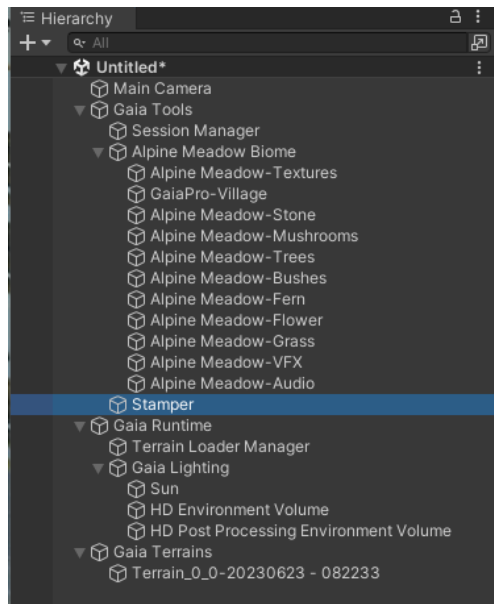 Hierarchy
All
Untitled*
Main Camera
Gaia Tools
Session Manager
Alpine Meadow Biome
Alpine Meadow-Textures
GaiaPro-Village
Alpine Meadow-Stone
Alpine Meadow-Mushrooms
Alpine Meadow-Trees
Alpine Meadow-Bushes
Alpine Meadow-Fern
Alpine Meadow-Flower
Alpine Meadow-Grass
Alpine Meadow-VFX
Alpine Meadow-Audio
Stamper
Gaia Runtime
Terrain Loader Manager
Gaia Lighting
Sun
HD Environment Volume
HD Post Processing Environment Volume
Gaia Terrains
Terrain_0_0-20230623 - 082233